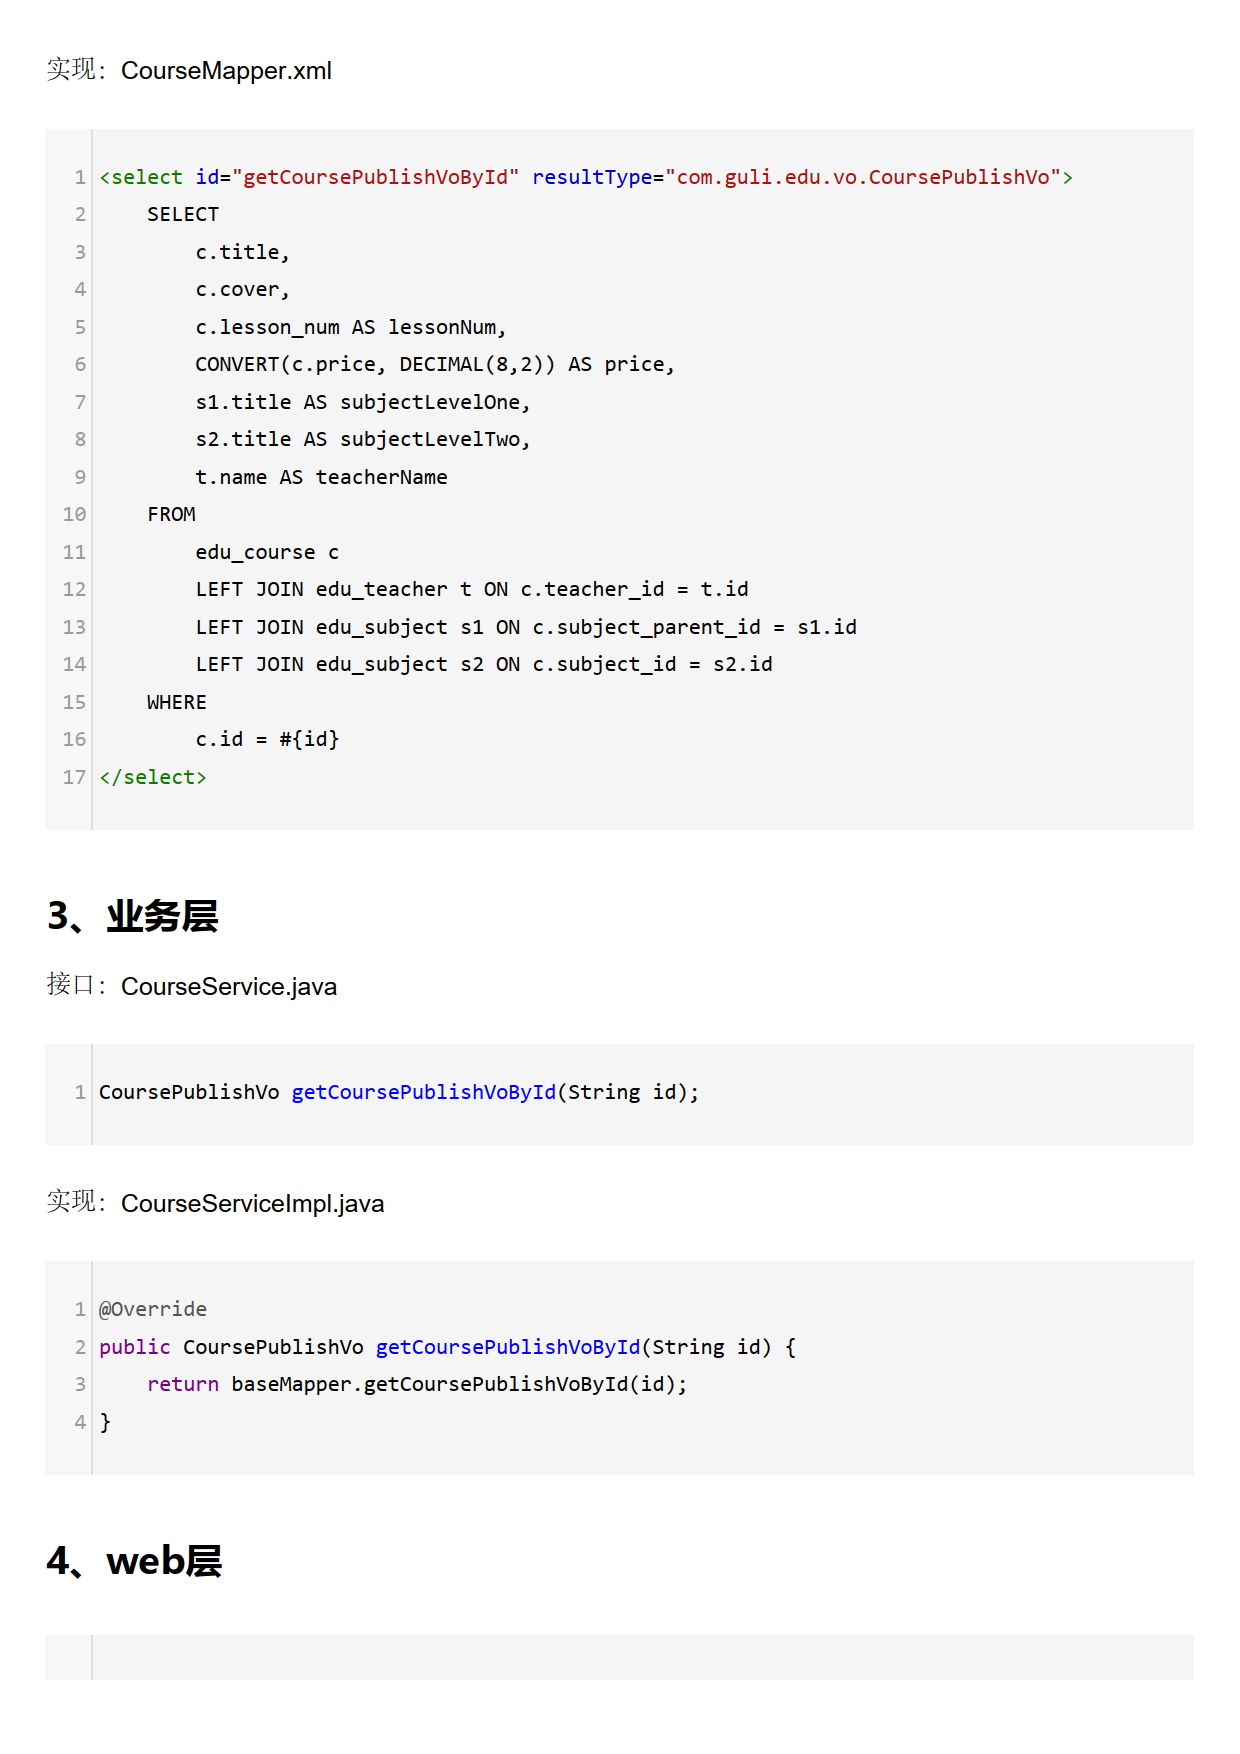 实现：CourseMapper.xml
1 <select id="getCoursePublishVoById" resultType="com.guli.edu.vo.CoursePublishVo">
2     SELECT
3         c.title,
4         c.cover,
5         c.lesson_num AS lessonNum,
6         CONVERT(c.price, DECIMAL(8,2)) AS price,
7         s1.title AS subjectLevelOne,
8         s2.title AS subjectLevelTwo,
9         t.name AS teacherName
10     FROM
11         edu_course c
12         LEFT JOIN edu_teacher t ON c.teacher_id = t.id
13         LEFT JOIN edu_subject s1 ON c.subject_parent_id = s1.id
14         LEFT JOIN edu_subject s2 ON c.subject_id = s2.id
15     WHERE
16         c.id = #{id}
17 </select>
3、业务层
接口：CourseService.java
1 CoursePublishVo getCoursePublishVoById(String id);
实现：CourseServiceImpl.java
1 @Override
2 public CoursePublishVo getCoursePublishVoById(String id) {
3     return baseMapper.getCoursePublishVoById(id);
4 }
4、web层